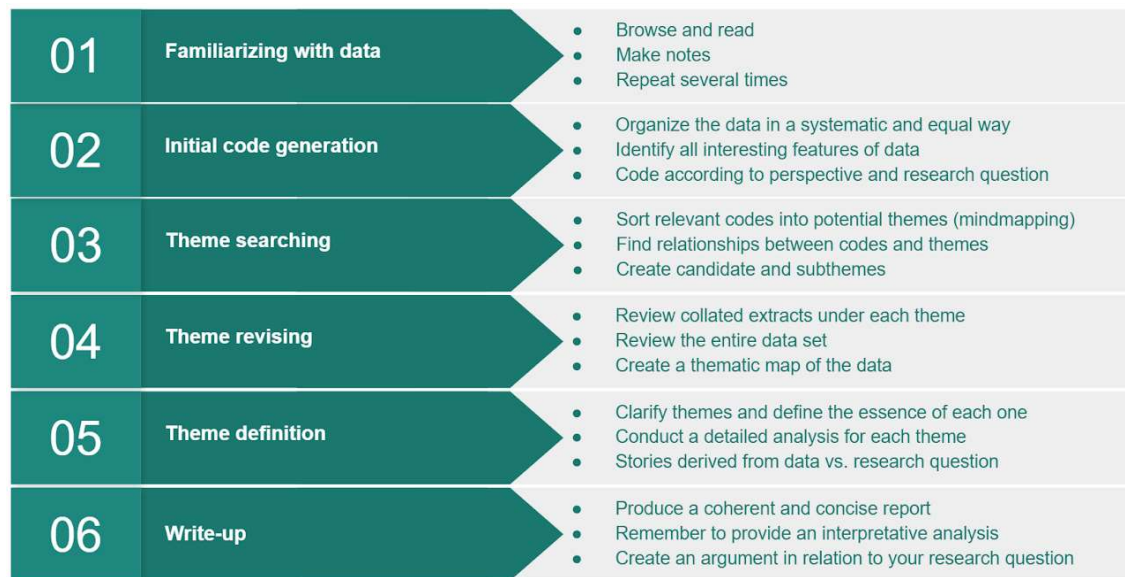 01
Familiarizing with data
• Browse and read
• Make notes
• Repeat several times
02
Initial code generation
• Organize the data in a systematic and equal way
• Identify all interesting features of data
• Code according to perspective and research question
03
Theme searching
• Sort relevant codes into potential themes (mindmapping)
• Find relationships between codes and themes
• Create candidate and subthemes
04
Theme revising
• Review collated extracts under each theme
• Review the entire data set
• Create a thematic map of the data
05
Theme definition
• Clarify themes and define the essence of each one
• Conduct a detailed analysis for each theme
• Stories derived from data vs. research question
06
Write-up
• Produce a coherent and concise report
• Remember to provide an interpretative analysis
• Create an argument in relation to your research question